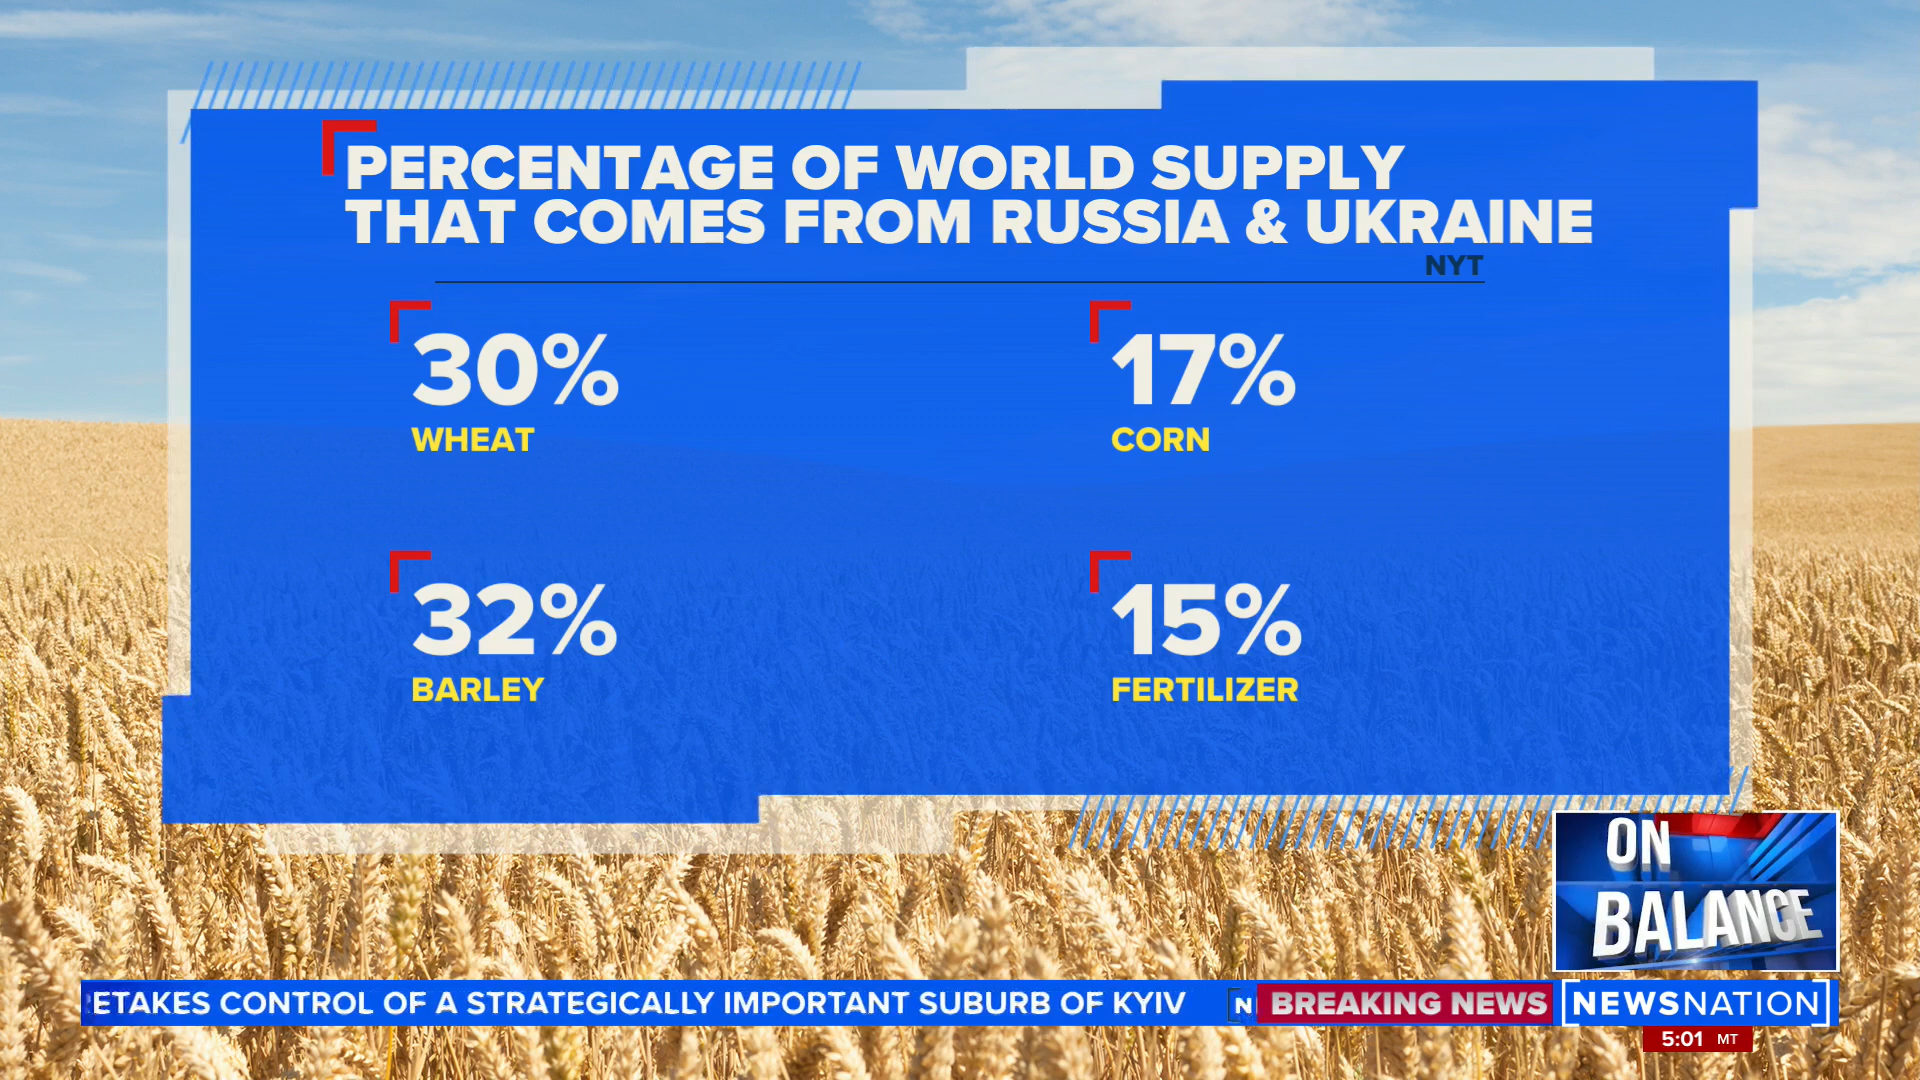 PERCENTAGE OF WORLD SUPPLY
THAT COMES FROM RUSSIA & UKRAINE
NYT
30%
WHEAT
17%
CORN
32%
BARLEY
15%
FERTILIZER
ON
BALANCE
ETAKES CONTROL OF A STRATEGICALLY IMPORTANT SUBURB OF KYIV
[N
BREAKING NEWS
[NEWSNATION]
5:01 MT